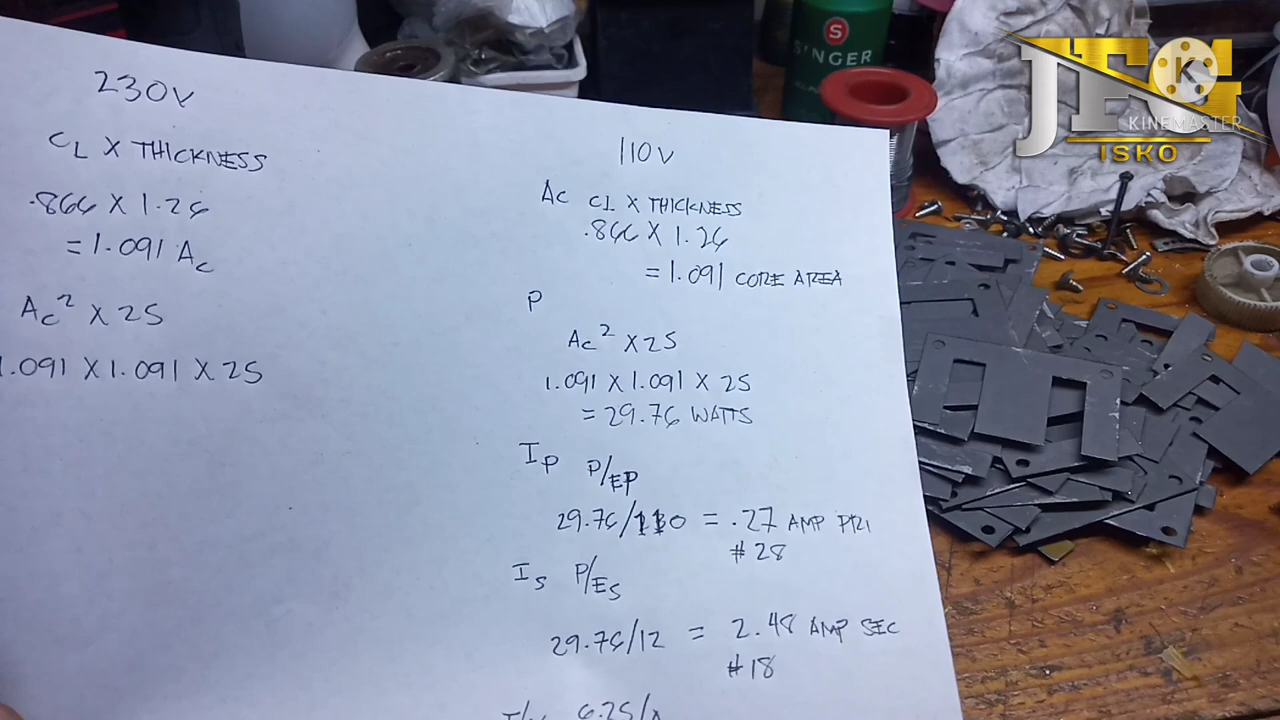 230V
CL X THICKNESS
.866 X 1.26
= 1.091 Ac
Ac² X 25
1.091 X 1.091 X 25
110V
Ac CL X THICKNESS
.866 X 1.26
= 1.091 CORE AREA
P
Ac² X 25
1.091 X 1.091 X 25
= 29.76 WATTS
Ip P/Ep
29.76/110 = .27 AMP PRI
#28
Is P/Es
29.76/12 = 2.48 AMP SEC
#18
S
SINGER
JEG
K
KINEMASTER
ISKO